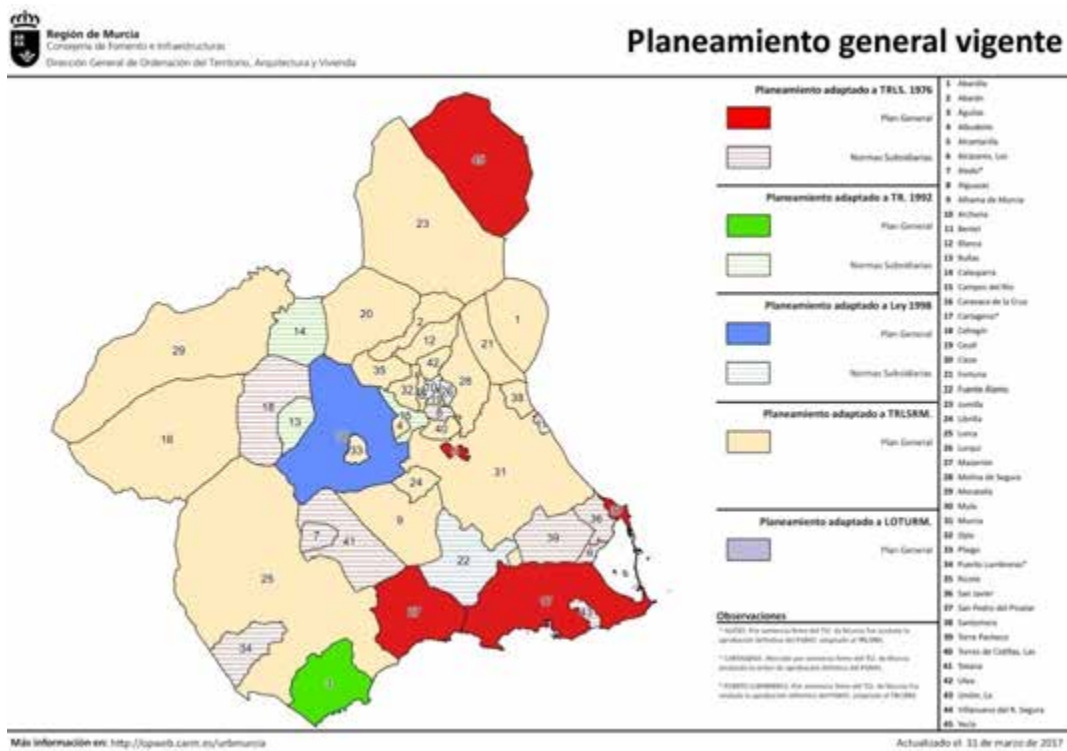 Región de Murcia
Consejería de Fomento e Infraestructuras
Dirección General de Ordenación del Territorio, Arquitectura y Vivienda
Planeamiento general vigente
Planeamiento adaptado a TRLS. 1976
Plan General
Normas Subsidiarias
Planeamiento adaptado a TR. 1992
Plan General
Normas Subsidiarias
Planeamiento adaptado a Ley 1998
Plan General
Normas Subsidiarias
Planeamiento adaptado a TRLSRM.
Plan General
Planeamiento adaptado a LOTURM.
Plan General
Observaciones
1 Abanilla
2 Abarán
3 Águilas
4 Albudeite
5 Alcantarilla
6 Alcázares, Los
7 Aledo*
8 Alguazas
9 Alhama de Murcia
10 Archena
11 Beniel
12 Blanca
13 Bullas
14 Calasparra
15 Campos del Río
16 Caravaca de la Cruz
17 Cartagena*
18 Cehegín
19 Ceutí
20 Cieza
21 Fortuna
22 Fuente Álamo
23 Jumilla
24 Librilla
25 Lorca
26 Lorquí
27 Mazarrón
28 Molina de Segura
29 Moratalla
30 Mula
31 Murcia
32 Ojós
33 Pliego
34 Puerto Lumbreras*
35 Ricote
36 San Javier
37 San Pedro del Pinatar
38 Santomera
39 Torre Pacheco
40 Torres de Cotillas, Las
41 Totana
42 Ulea
43 Unión, La
44 Villanueva del R. Segura
45 Yecla
45
23
1
20
2
12
21
14
29
42
35
28
32
38
18
13
16
4
40
33
31
24
9
7
41
36
39
22
25
34
Más información en: http://opweb.carm.es/urbmurcia
Actualizado al 31 de marzo de 2017